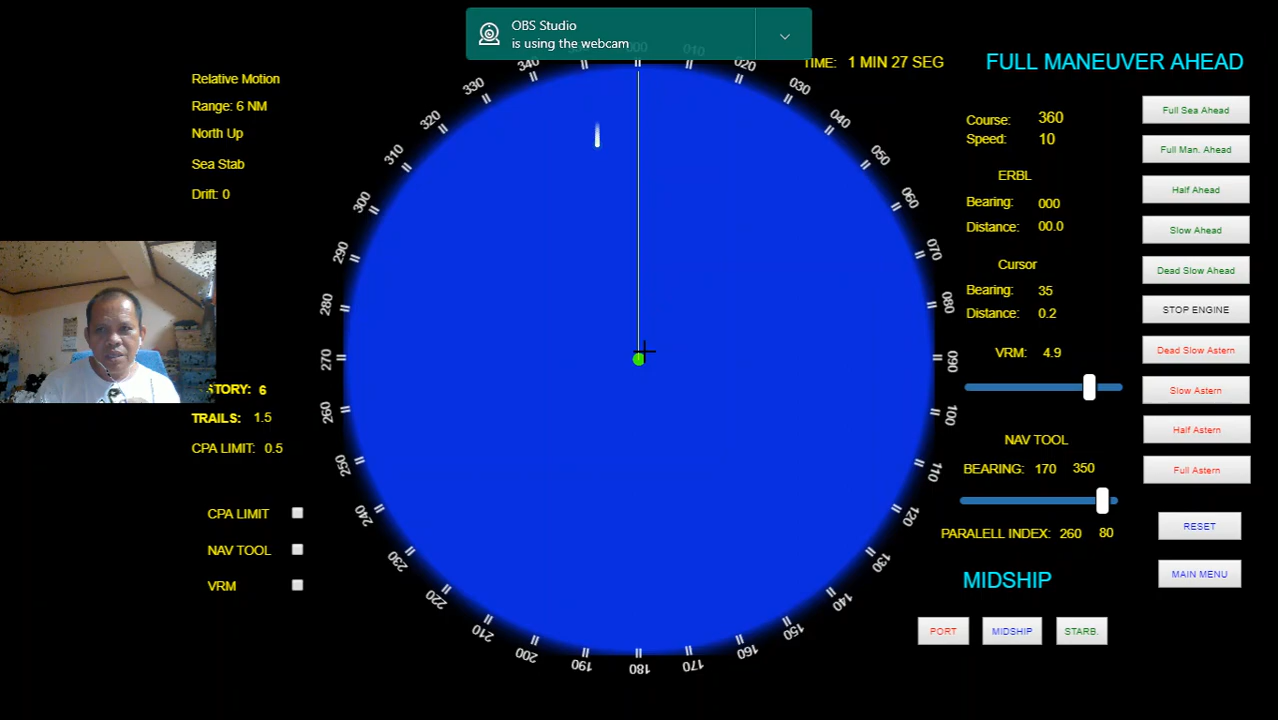 OBS Studio
is using the webcam
Relative Motion
Range: 6 NM
North Up
Sea Stab
Drift: 0
STORY: 6
TRAILS: 1.5
CPA LIMIT: 0.5
CPA LIMIT
NAV TOOL
VRM
000
010
020
030
040
050
060
070
080
090
100
110
120
130
140
150
160
170
180
190
200
210
220
230
240
250
260
270
280
290
300
310
320
330
340
TIME: 1 MIN 27 SEG
Course: 360
Speed: 10
ERBL
Bearing: 000
Distance: 00.0
Cursor
Bearing: 35
Distance: 0.2
VRM: 4.9
NAV TOOL
BEARING: 170 350
PARALELL INDEX: 260 80
MIDSHIP
PORT
MIDSHIP
STARB.
FULL MANEUVER AHEAD
Full Sea Ahead
Full Man. Ahead
Half Ahead
Slow Ahead
Dead Slow Ahead
STOP ENGINE
Dead Slow Astern
Slow Astern
Half Astern
Full Astern
RESET
MAIN MENU